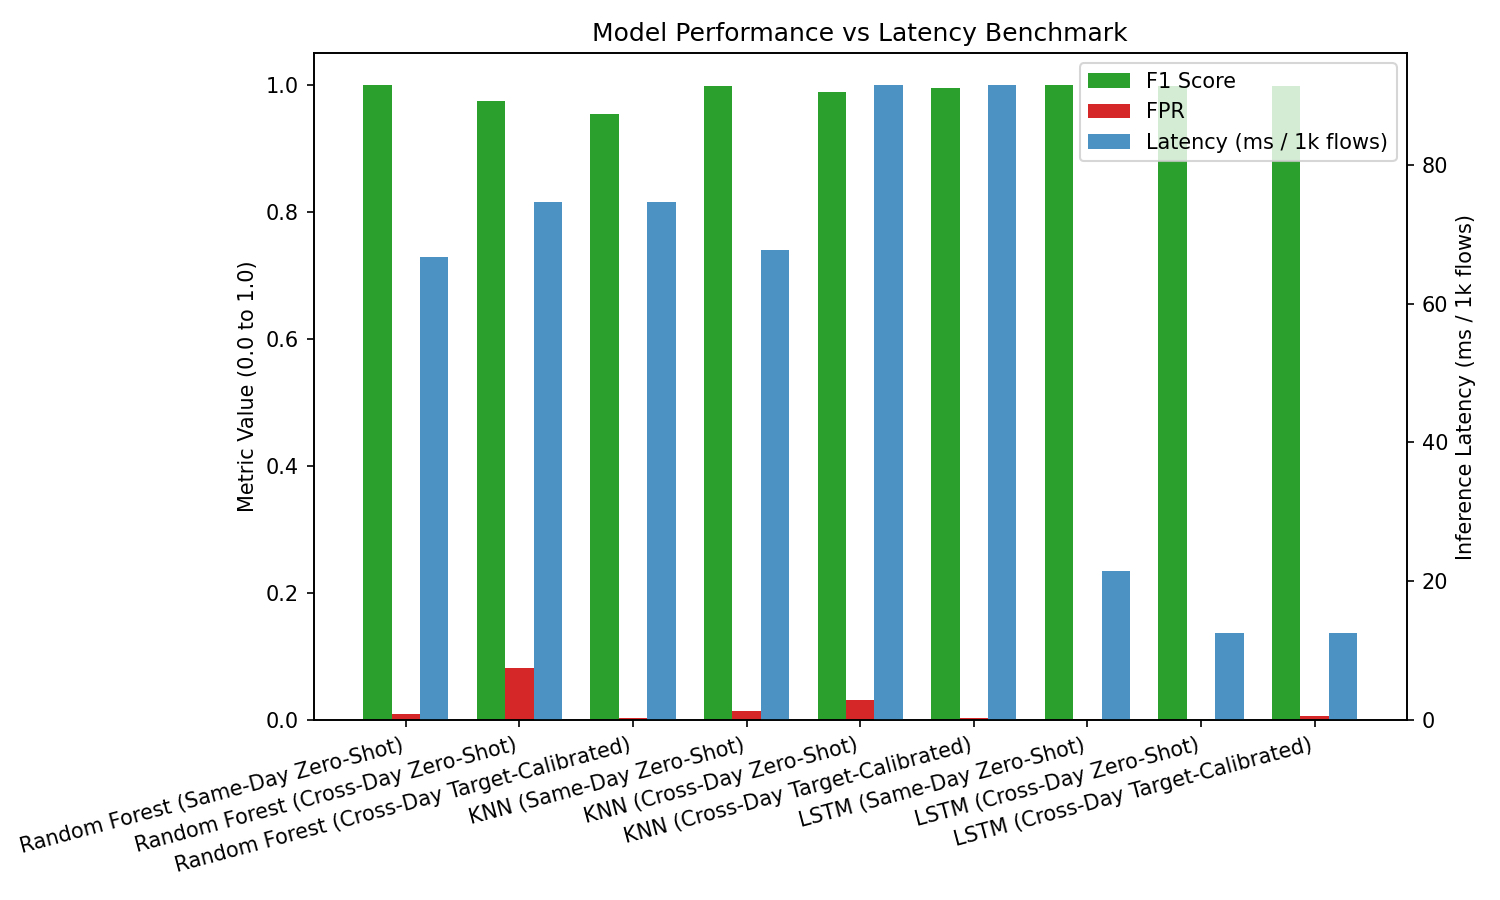 Model Performance vs Latency Benchmark
F1 Score
FPR
Latency (ms / 1k flows)
Metric Value (0.0 to 1.0)
1.0
0.8
0.6
0.4
0.2
0.0
Inference Latency (ms / 1k flows)
80
60
40
20
0
Random Forest (Same-Day Zero-Shot)
Random Forest (Cross-Day Zero-Shot)
Random Forest (Cross-Day Target-Calibrated)
KNN (Same-Day Zero-Shot)
KNN (Cross-Day Zero-Shot)
KNN (Cross-Day Target-Calibrated)
LSTM (Same-Day Zero-Shot)
LSTM (Cross-Day Zero-Shot)
LSTM (Cross-Day Target-Calibrated)